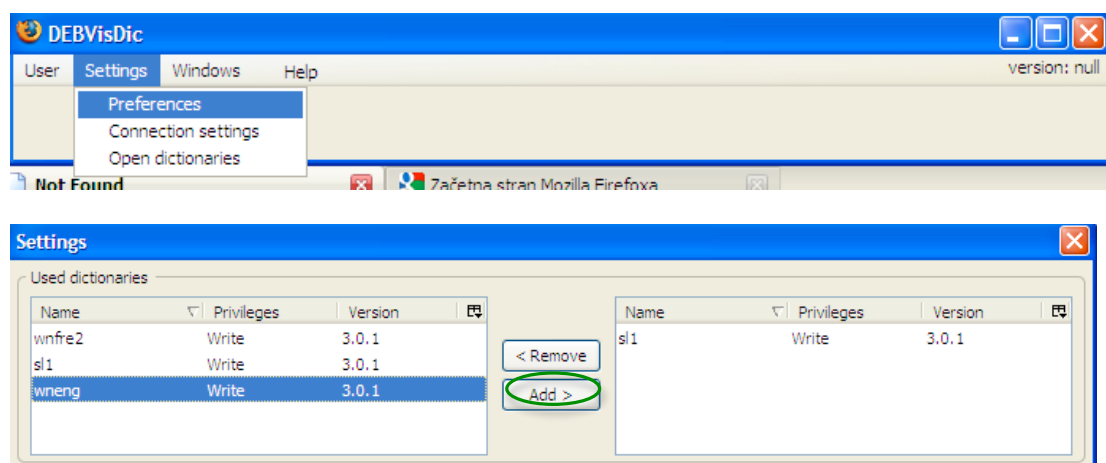 DEBVisDic
User Settings Windows Help version: null
Preferences
Connection settings
Open dictionaries
Not Found Začetna stran Mozilla Firefoxa
Settings
Used dictionaries
Name Privileges Version Name Privileges Version
wnfre2 Write 3.0.1 sl1 Write 3.0.1
< Remove
sl1 Write 3.0.1
wneng Write 3.0.1 Add >